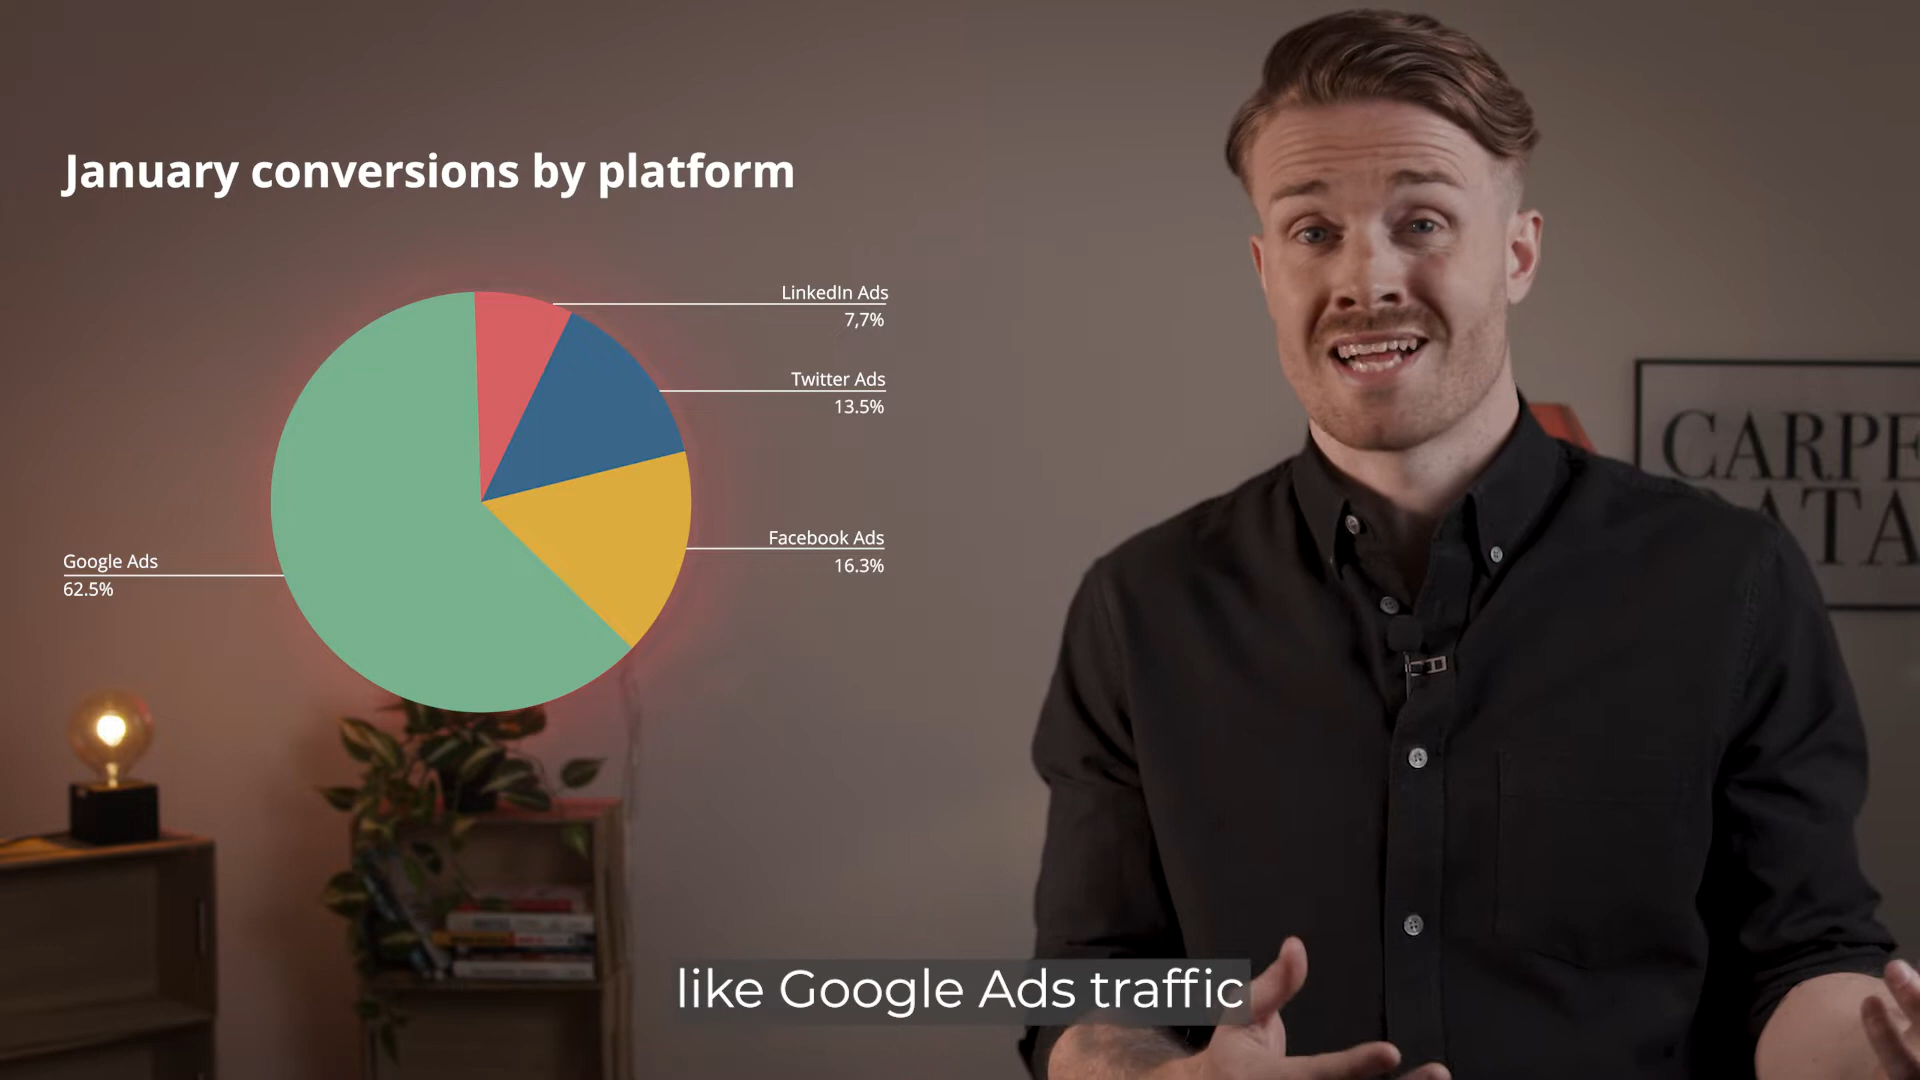 January conversions by platform
LinkedIn Ads
7,7%
Twitter Ads
13.5%
Facebook Ads
16.3%
Google Ads
62.5%
CARPE
ATA
like Google Ads traffic